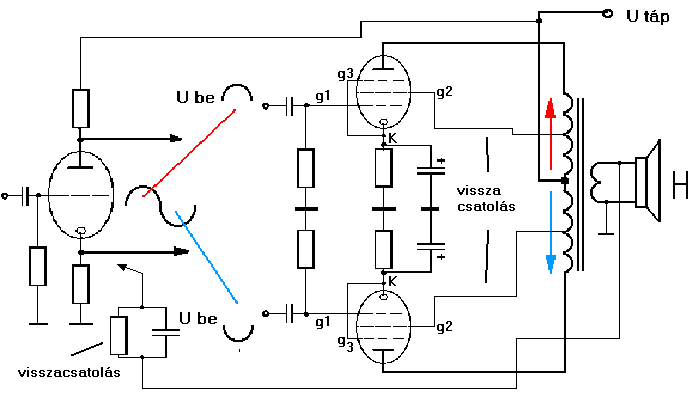 U táp
g3
U be
g1
g2
K
vissza
csatolás
H
K
U be
g1
g2
g3
visszacsatolás